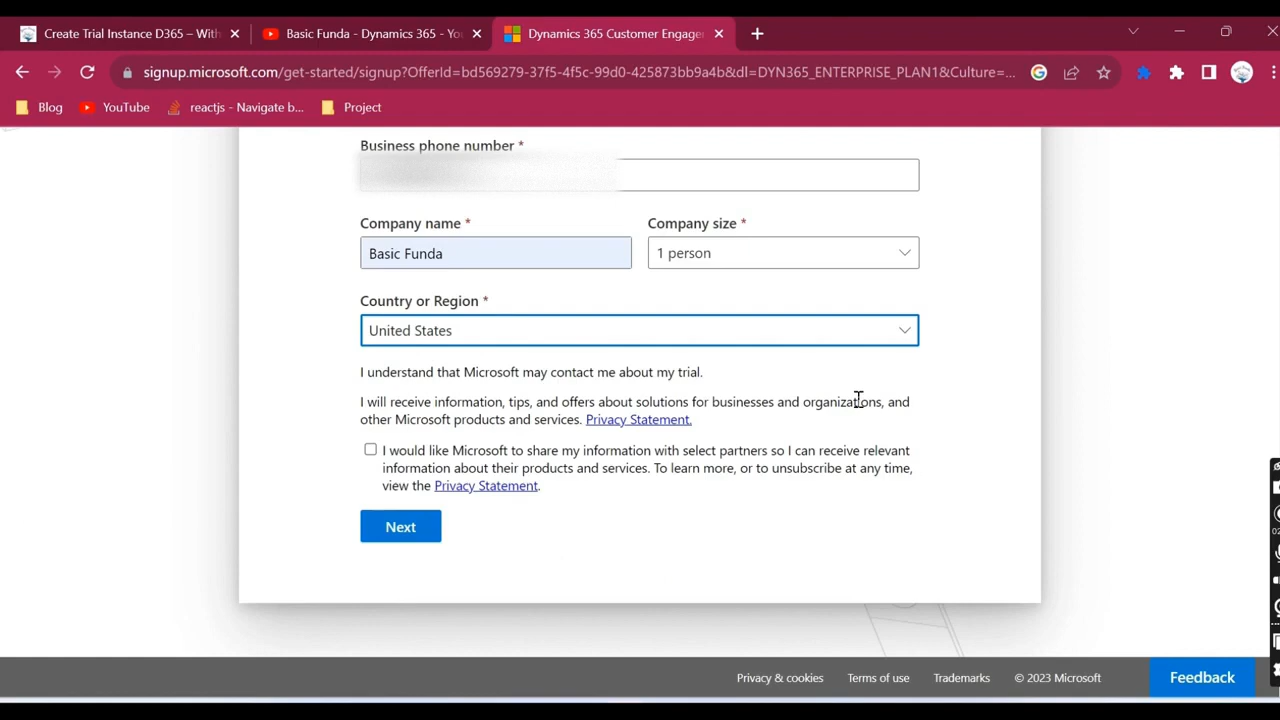 Create Trial Instance D365 – With
Basic Funda - Dynamics 365 - Yo
Dynamics 365 Customer Engage
signup.microsoft.com/get-started/signup?OfferId=bd569279-37f5-4f5c-99d0-425873bb9a4b&dl=DYN365_ENTERPRISE_PLAN1&Culture=...
Blog
YouTube
reactjs - Navigate b...
Project
Business phone number *
Company name *
Company size *
Basic Funda
1 person
Country or Region *
United States
I understand that Microsoft may contact me about my trial.
I will receive information, tips, and offers about solutions for businesses and organizations, and
other Microsoft products and services. Privacy Statement.
I would like Microsoft to share my information with select partners so I can receive relevant
information about their products and services. To learn more, or to unsubscribe at any time,
view the Privacy Statement.
Next
Privacy & cookies
Terms of use
Trademarks
© 2023 Microsoft
Feedback